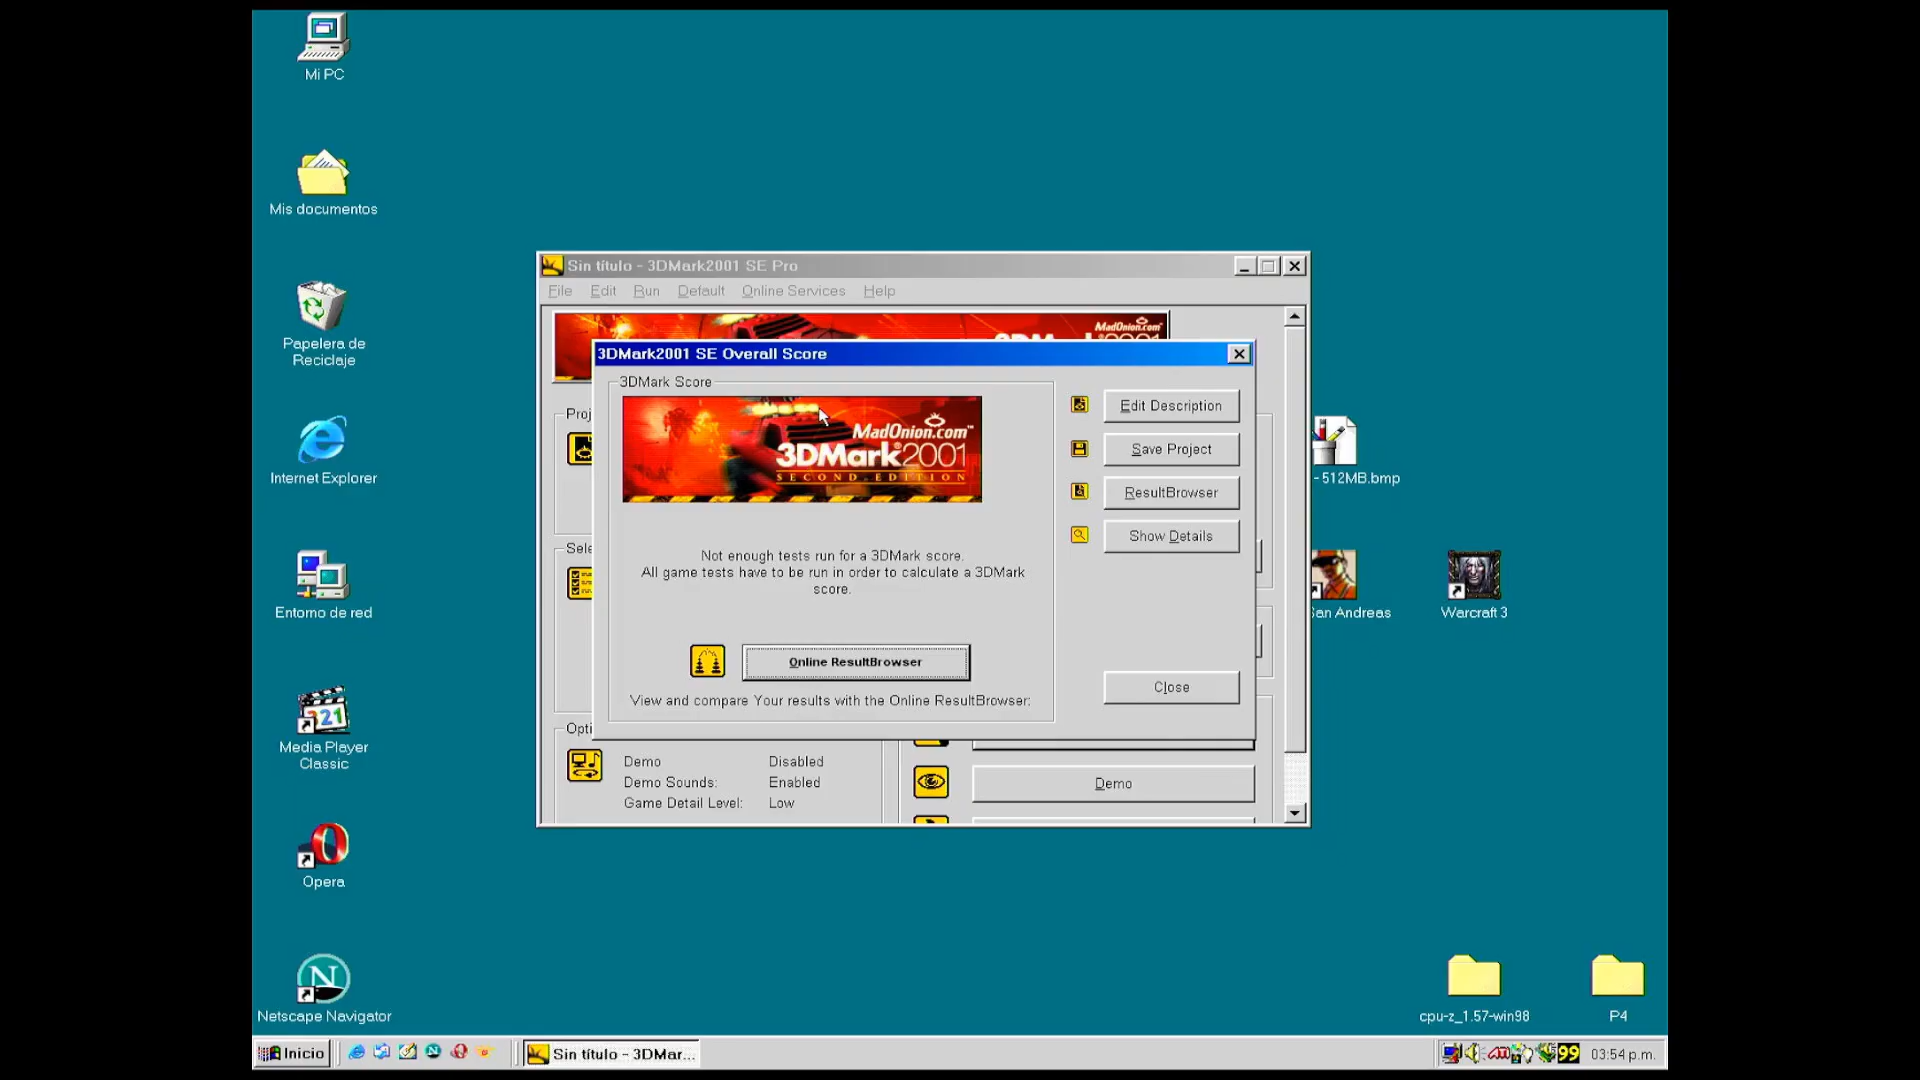 Mi PC
Mis documentos
Papelera de
Reciclaje
Internet Explorer
Entorno de red
Media Player
Classic
Opera
Netscape Navigator
Sin título - 3DMark2001 SE Pro
File Edit Run Default Online Services Help
MadOnion.com
3DMark2001 SE Overall Score
3DMark Score
MadOnion.com™
3DMark2001
SECOND EDITION
Not enough tests run for a 3DMark score.
All game tests have to be run in order to calculate a 3DMark
score.
Online ResultBrowser
View and compare Your results with the Online ResultBrowser:
Edit Description
Save Project
ResultBrowser
Show Details
Close
Proj
Sele
Opti
Demo Disabled
Demo Sounds: Enabled
Game Detail Level: Low
Demo
- 512MB.bmp
San Andreas
Warcraft 3
cpu-z_1.57-win98
P4
Inicio
Sin título - 3DMar...
99
03:54 p.m.